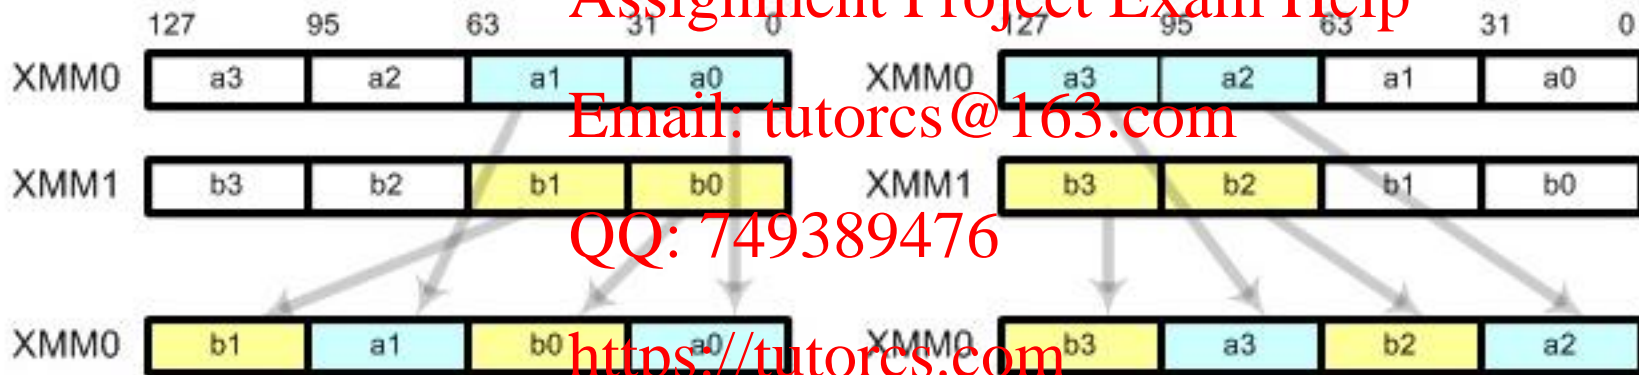 Assignment Project Exam Help
127 95 63 31 0
127 95 63 31 0
XMM0 a3 a2 a1 a0
XMM0 a3 a2 a1 a0
Email: tutorcs@163.com
XMM1 b3 b2 b1 b0
XMM1 b3 b2 b1 b0
QQ: 749389476
XMM0 b1 a1 b0 a0
XMM0 b3 a3 b2 a2
https://tutorcs.com